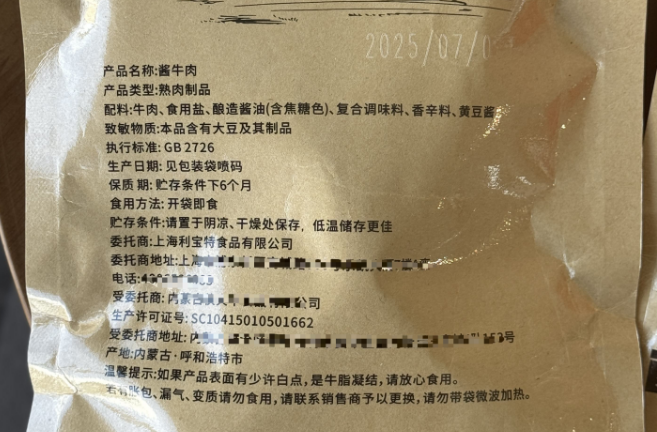 2025/07/0
产品名称:酱牛肉
产品类型:熟肉制品
配料:牛肉、食用盐、酿造酱油(含焦糖色)、复合调味料、香辛料、黄豆酱
致敏物质:本品含有大豆及其制品
执行标准: GB 2726
生产日期: 见包装袋喷码
保质 期: 贮存条件下6个月
食用方法: 开袋即食
贮存条件:请置于阴凉、干燥处保存，低温储存更佳
委托商:上海利宝特食品有限公司
委托商地址:上海
电话:
受委托商: 内蒙古 公司
生产许可证号: SC10415010501662
受委托商地址: 内 号
产地:内蒙古·呼和浩特市
温馨提示:如果产品表面有少许白点，是牛脂凝结，请放心食用。
若有胀包、漏气、变质请勿食用，请联系销售商予以更换，请勿带袋微波加热。